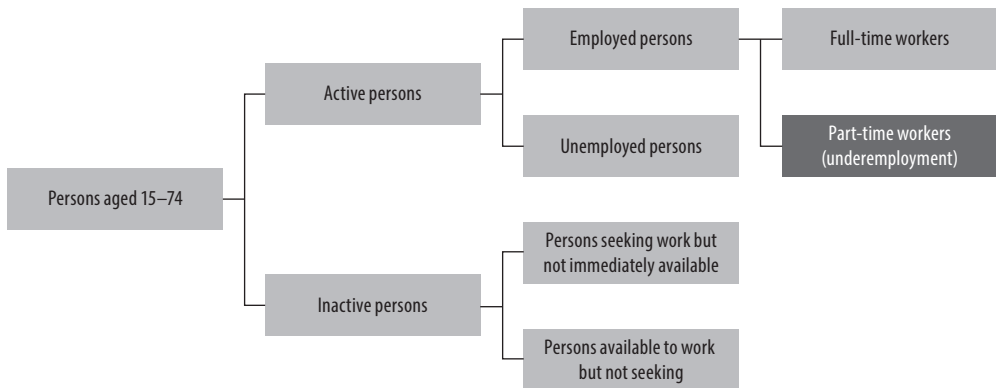 Employed persons
Full-time workers
Active persons
Unemployed persons
Part-time workers
(underemployment)
Persons aged 15–74
Persons seeking work but
not immediately available
Inactive persons
Persons available to work
but not seeking